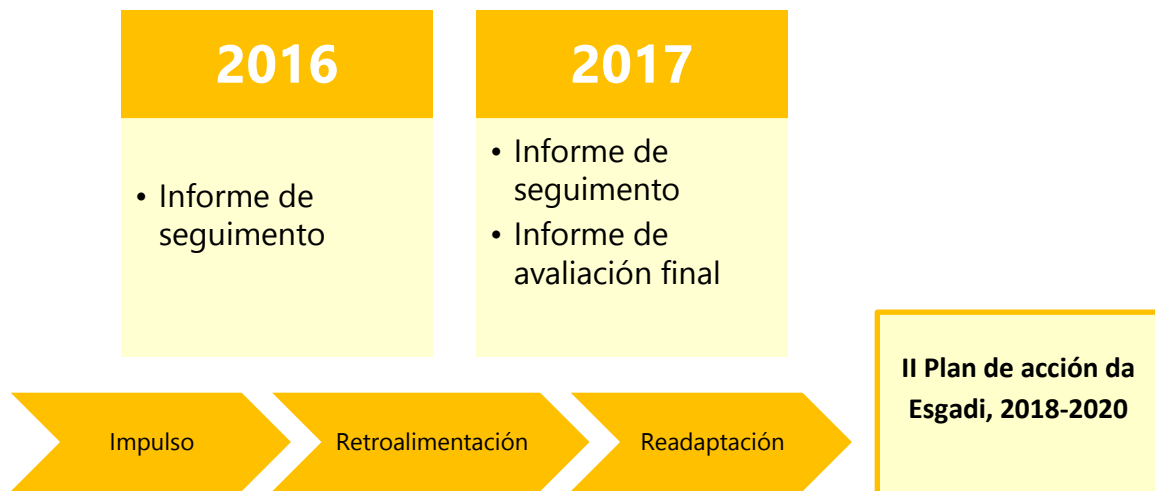 2016
• Informe de
seguimento
2017
• Informe de
seguimento
• Informe de
avaliación final
Impulso
Retroalimentación
Readaptación
II Plan de acción da
Esgadi, 2018-2020